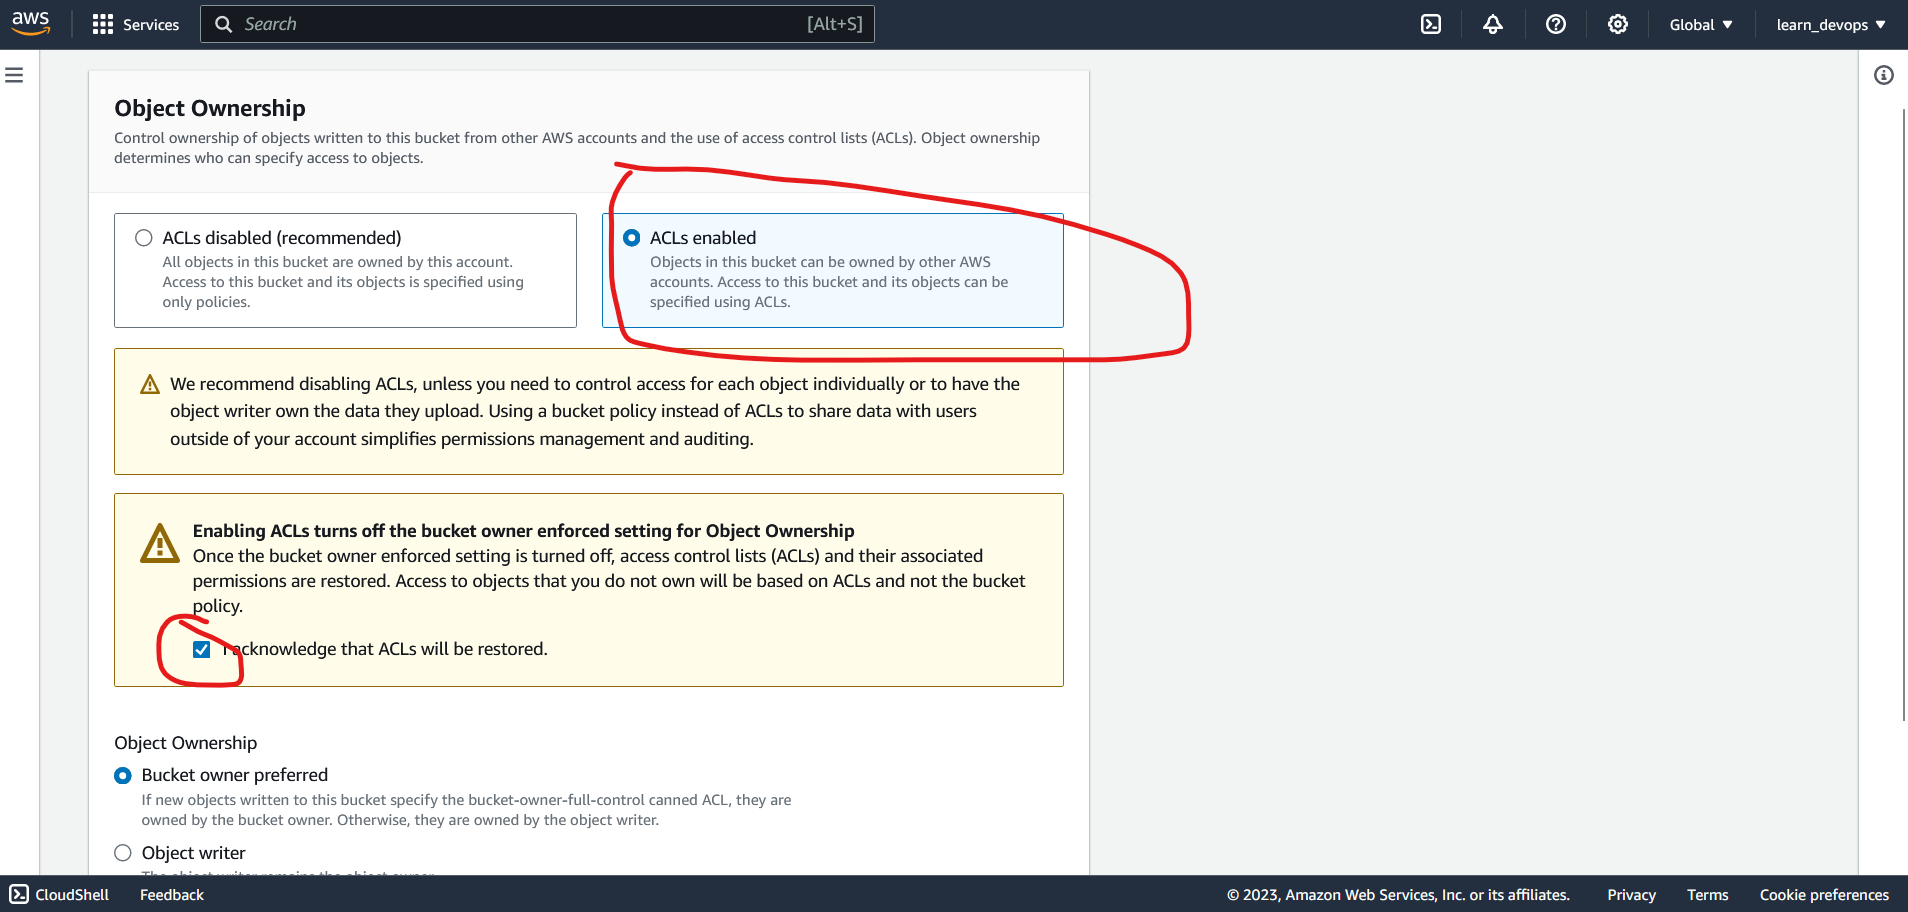 aws
Services
Search
[Alt+S]
Global
learn_devops
Object Ownership
Control ownership of objects written to this bucket from other AWS accounts and the use of access control lists (ACLs). Object ownership
determines who can specify access to objects.
ACLs disabled (recommended)
All objects in this bucket are owned by this account.
Access to this bucket and its objects is specified using
only policies.
ACLs enabled
Objects in this bucket can be owned by other AWS
accounts. Access to this bucket and its objects can be
specified using ACLs.
We recommend disabling ACLs, unless you need to control access for each object individually or to have the
object writer own the data they upload. Using a bucket policy instead of ACLs to share data with users
outside of your account simplifies permissions management and auditing.
Enabling ACLs turns off the bucket owner enforced setting for Object Ownership
Once the bucket owner enforced setting is turned off, access control lists (ACLs) and their associated
permissions are restored. Access to objects that you do not own will be based on ACLs and not the bucket
policy.
I acknowledge that ACLs will be restored.
Object Ownership
Bucket owner preferred
If new objects written to this bucket specify the bucket-owner-full-control canned ACL, they are
owned by the bucket owner. Otherwise, they are owned by the object writer.
Object writer
The object writer remains the object owner.
CloudShell
Feedback
© 2023, Amazon Web Services, Inc. or its affiliates.
Privacy
Terms
Cookie preferences